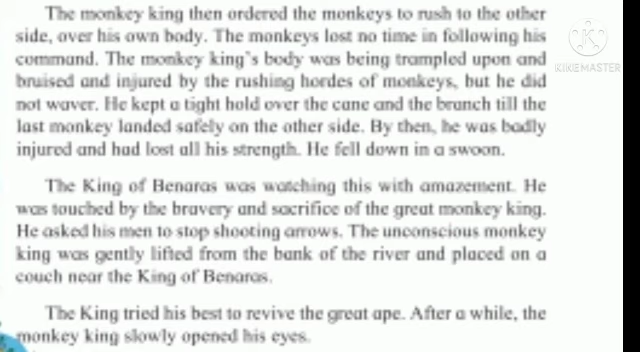 The monkey king then ordered the monkeys to rush to the other
side, over his own body. The monkeys lost no time in following his
command. The monkey king's body was being trampled upon and
bruised and injured by the rushing hordes of monkeys, but he did
not waver. He kept a tight hold over the cane and the branch till the
last monkey landed safely on the other side. By then, he was badly
injured and had lost all his strength. He fell down in a swoon.
The King of Benaras was watching this with amazement. He
was touched by the bravery and sacrifice of the great monkey king.
He asked his men to stop shooting arrows. The unconscious monkey
king was gently lifted from the bank of the river and placed on a
couch near the King of Benaras.
The King tried his best to revive the great ape. After a while, the
monkey king slowly opened his eyes.
KINEMASTER